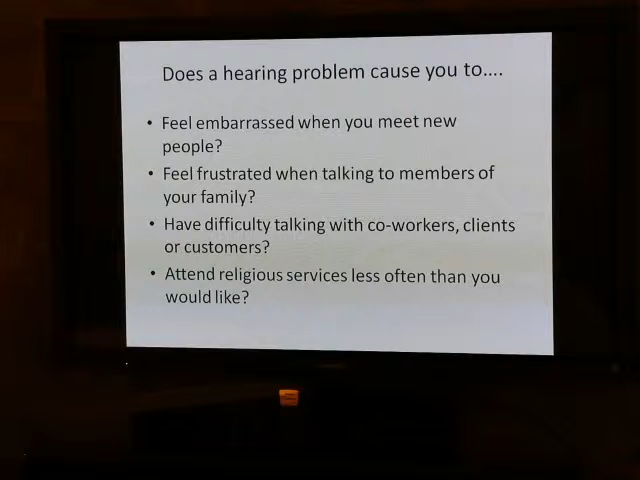 Does a hearing problem cause you to....
• Feel embarrassed when you meet new
people?
• Feel frustrated when talking to members of
your family?
• Have difficulty talking with co-workers, clients
or customers?
• Attend religious services less often than you
would like?